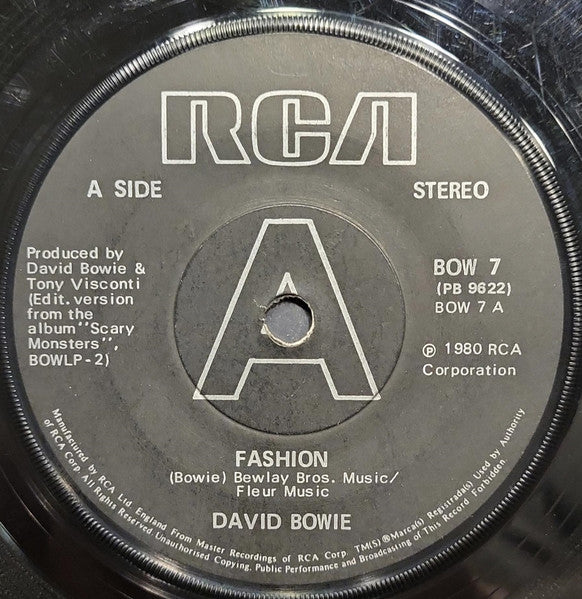 RCA
A SIDE
STEREO
A
Produced by
David Bowie &
Tony Visconti
(Edit. version
from the
album "Scary
Monsters",
BOWLP-2)
BOW 7
(PB 9622)
BOW 7 A
℗ 1980 RCA
Corporation
FASHION
(Bowie) Bewlay Bros. Music/
Fleur Music
DAVID BOWIE
Manufactured by RCA Ltd. England From Master Recordings of RCA Corp. TM(S)®Marca(s) Registrada(s) Used by Authority
of RCA Corp. All Rights Reserved. Unauthorised Copying, Public Performance and Broadcasting of This Record Forbidden.